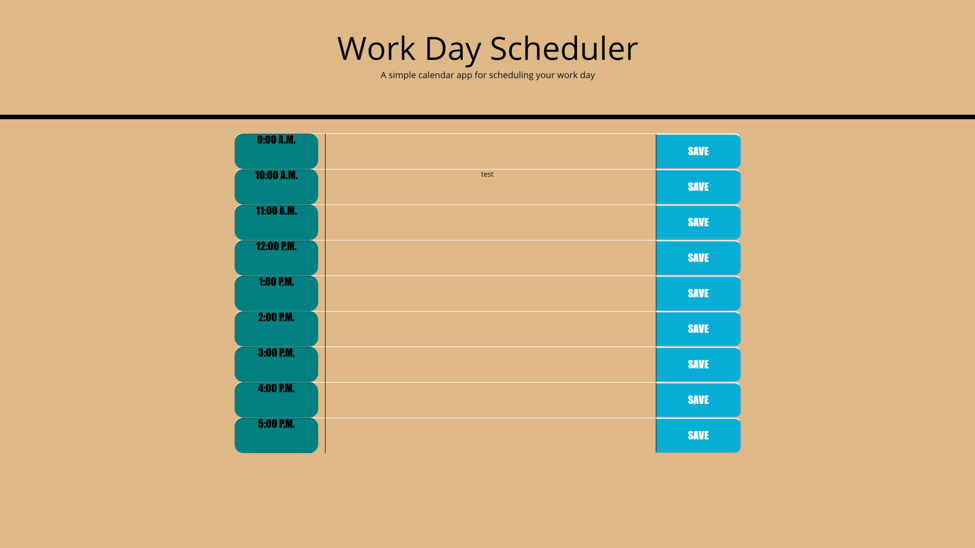 Work Day Scheduler
A simple calendar app for scheduling your work day
9:00 A.M.
SAVE
10:00 A.M.
test
SAVE
11:00 A.M.
SAVE
12:00 P.M.
SAVE
1:00 P.M.
SAVE
2:00 P.M.
SAVE
3:00 P.M.
SAVE
4:00 P.M.
SAVE
5:00 P.M.
SAVE